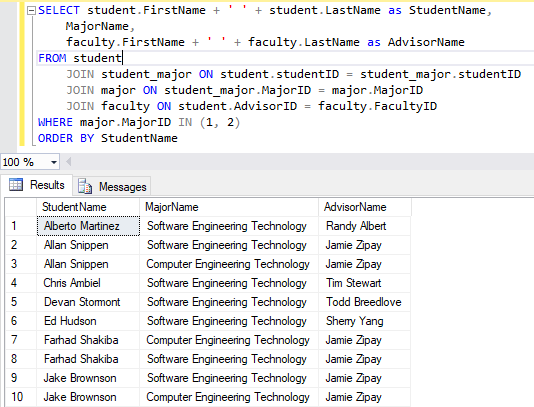 SELECT student.FirstName + ' ' + student.LastName as StudentName,
MajorName,
faculty.FirstName + ' ' + faculty.LastName as AdvisorName
FROM student
JOIN student_major ON student.studentID = student_major.studentID
JOIN major ON student_major.MajorID = major.MajorID
JOIN faculty ON student.AdvisorID = faculty.FacultyID
WHERE major.MajorID IN (1, 2)
ORDER BY StudentName
100 %
Results Messages
StudentName MajorName AdvisorName
1 Alberto Martinez Software Engineering Technology Randy Albert
2 Allan Snippen Software Engineering Technology Jamie Zipay
3 Allan Snippen Computer Engineering Technology Jamie Zipay
4 Chris Ambiel Software Engineering Technology Tim Stewart
5 Devan Stormont Software Engineering Technology Todd Breedlove
6 Ed Hudson Software Engineering Technology Sherry Yang
7 Farhad Shakiba Computer Engineering Technology Jamie Zipay
8 Farhad Shakiba Software Engineering Technology Jamie Zipay
9 Jake Brownson Software Engineering Technology Jamie Zipay
10 Jake Brownson Computer Engineering Technology Jamie Zipay